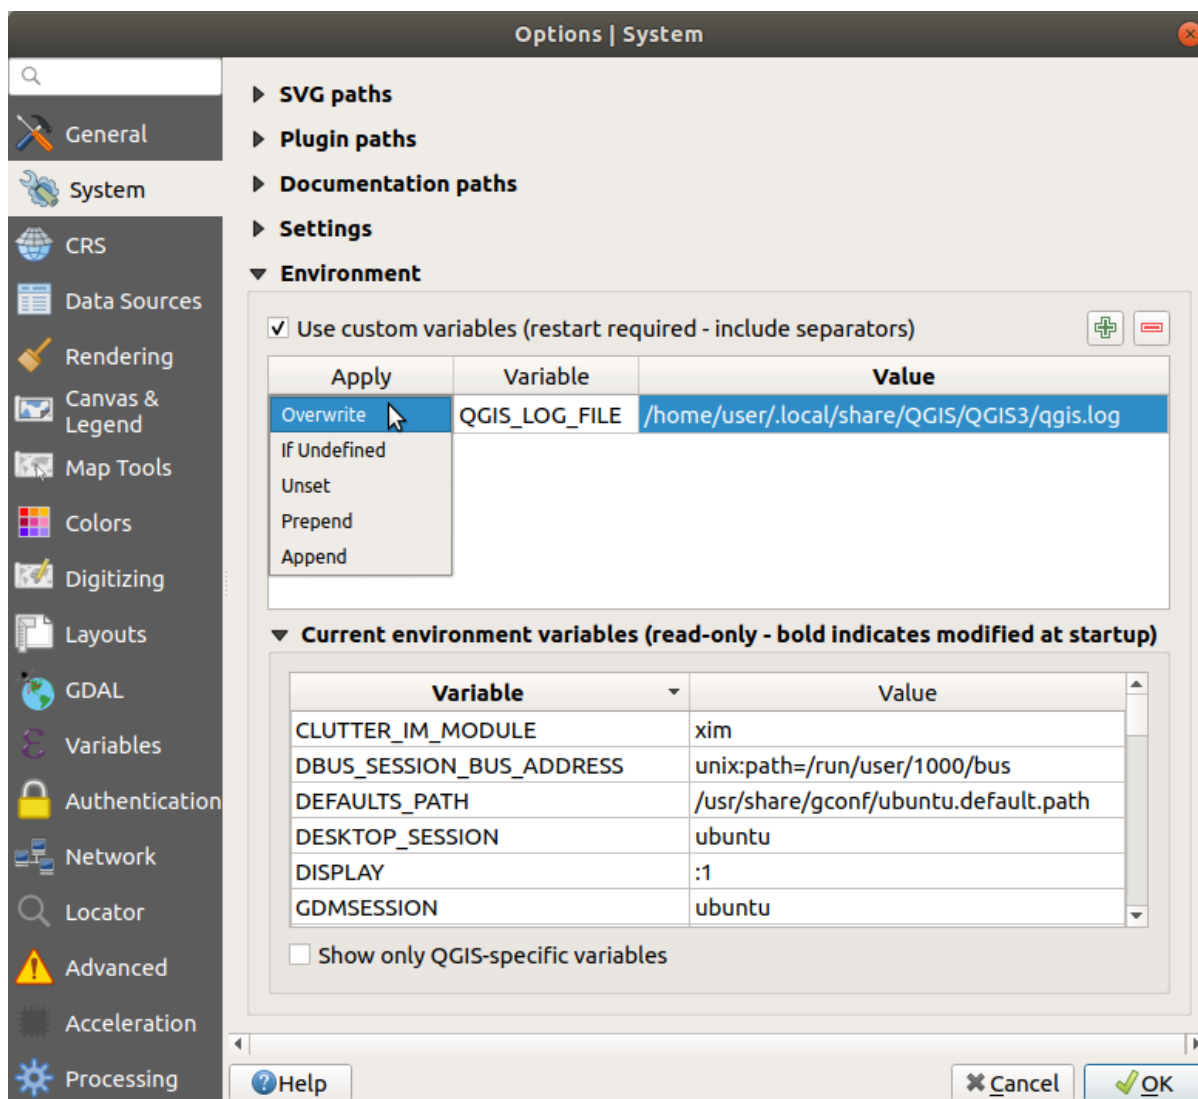 Options | System
General
System
CRS
Data Sources
Rendering
Canvas &
Legend
Map Tools
Colors
Digitizing
Layouts
GDAL
Variables
Authentication
Network
Locator
Advanced
Acceleration
Processing
SVG paths
Plugin paths
Documentation paths
Settings
Environment
Use custom variables (restart required - include separators)
Apply Variable Value
Overwrite QGIS_LOG_FILE /home/user/.local/share/QGIS/QGIS3/qgis.log
If Undefined
Unset
Prepend
Append
Current environment variables (read-only - bold indicates modified at startup)
Variable Value
CLUTTER_IM_MODULE xim
DBUS_SESSION_BUS_ADDRESS unix:path=/run/user/1000/bus
DEFAULTS_PATH /usr/share/gconf/ubuntu.default.path
DESKTOP_SESSION ubuntu
DISPLAY :1
GDMSESSION ubuntu
Show only QGIS-specific variables
Help Cancel OK